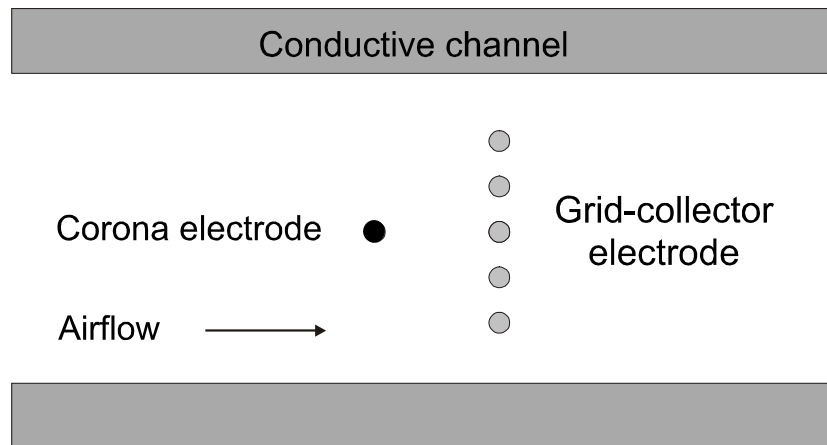 Conductive channel
Corona electrode
Grid-collector
electrode
Airflow